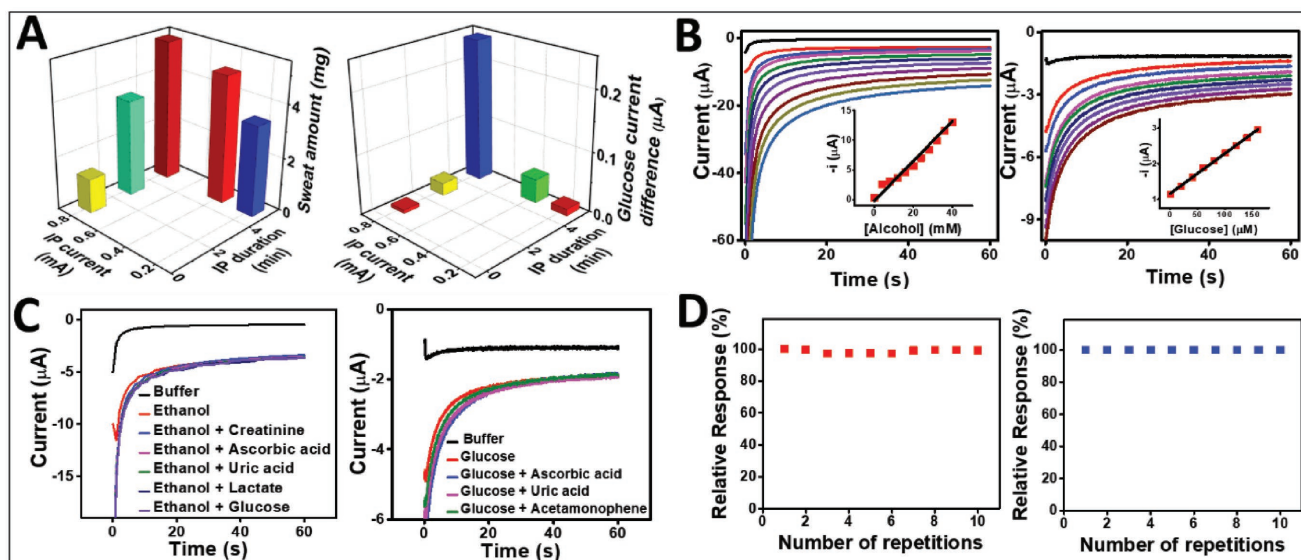 A
Sweat amount (mg)
4
2
0
0.8
0.6
0.4
0.2
IP current
(mA)
0
2
4
IP duration
(min)
Glucose current
difference (µA)
0.2
0.1
0.0
0.8
0.6
0.4
0.2
IP current
(mA)
0
2
4
IP duration
(min)
B
Current (µA)
0
-20
-40
-60
0 20 40 60
Time (s)
-i (µA)
15
10
5
0
0 20 40
[Alcohol] (mM)
Current (µA)
0
-3
-6
-9
0 20 40 60
Time (s)
-i (µA)
3
2
1
0 50 100 150
[Glucose] (µM)
C
Current (µA)
0
-5
-10
-15
Buffer
Ethanol
Ethanol + Creatinine
Ethanol + Ascorbic acid
Ethanol + Uric acid
Ethanol + Lactate
Ethanol + Glucose
0 20 40 60
Time (s)
Current (µA)
0
-2
-4
-6
Buffer
Glucose
Glucose + Ascorbic acid
Glucose + Uric acid
Glucose + Acetamonophene
0 20 40 60
Time (s)
D
Relative Response (%)
100
80
60
40
20
0
0 2 4 6 8 10
Number of repetitions
Relative Response (%)
100
80
60
40
20
0
0 2 4 6 8 10
Number of repetitions